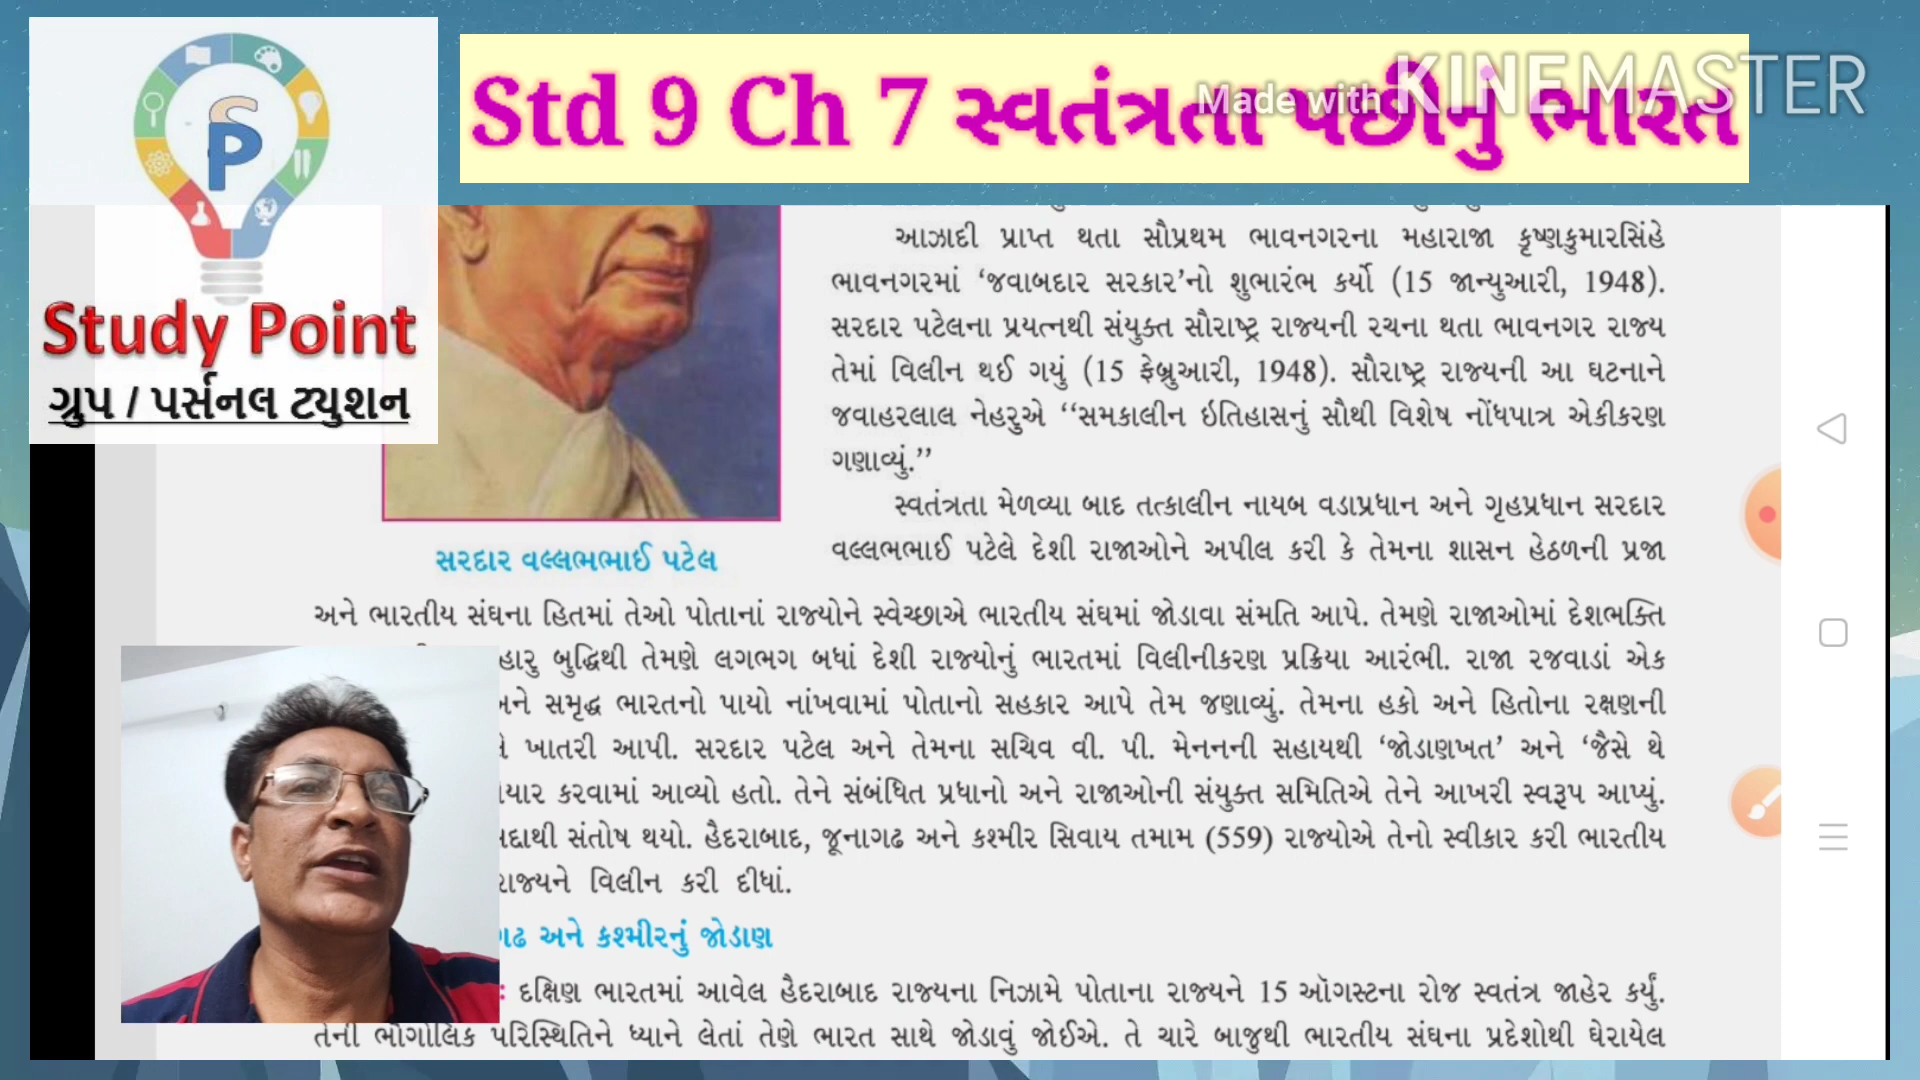 Std 9 Ch 7 સ્વતંત્રતા પછીનું ભારત
Made with KINEMASTER
S
P
Study Point
ગ્રુપ / પર્સનલ ટ્યુશન
આઝાદી પ્રાપ્ત થતા સૌપ્રથમ ભાવનગરના મહારાજા કૃષ્ણકુમારસિંહે
ભાવનગરમાં ‘જવાબદાર સરકાર’નો શુભારંભ કર્યો (15 જાન્યુઆરી, 1948).
સરદાર પટેલના પ્રયત્નથી સંયુક્ત સૌરાષ્ટ્ર રાજ્યની રચના થતા ભાવનગર રાજ્ય
તેમાં વિલીન થઈ ગયું (15 ફેબ્રુઆરી, 1948). સૌરાષ્ટ્ર રાજ્યની આ ઘટનાને
જવાહરલાલ નેહરુએ ‘‘સમકાલીન ઇતિહાસનું સૌથી વિશેષ નોંધપાત્ર એકીકરણ
ગણાવ્યું.’’
સ્વતંત્રતા મેળવ્યા બાદ તત્કાલીન નાયબ વડાપ્રધાન અને ગૃહપ્રધાન સરદાર
વલ્લભભાઈ પટેલે દેશી રાજાઓને અપીલ કરી કે તેમના શાસન હેઠળની પ્રજા
સરદાર વલ્લભભાઈ પટેલ
અને ભારતીય સંઘના હિતમાં તેઓ પોતાનાં રાજ્યોને સ્વેચ્છાએ ભારતીય સંઘમાં જોડાવા સંમતિ આપે. તેમણે રાજાઓમાં દેશભક્તિ
બુદ્ધિથી તેમણે લગભગ બધાં દેશી રાજ્યોનું ભારતમાં વિલીનીકરણ પ્રક્રિયા આરંભી. રાજા રજવાડાં એક
સમૃદ્ધ ભારતનો પાયો નાંખવામાં પોતાનો સહકાર આપે તેમ જણાવ્યું. તેમના હકો અને હિતોના રક્ષણની
ખાતરી આપી. સરદાર પટેલ અને તેમના સચિવ વી. પી. મેનનની સહાયથી ‘જોડાણખત’ અને ‘જૈસે થે
કરવામાં આવ્યો હતો. તેને સંબંધિત પ્રધાનો અને રાજાઓની સંયુક્ત સમિતિએ તેને આખરી સ્વરૂપ આપ્યું.
સંતોષ થયો. હૈદરાબાદ, જૂનાગઢ અને કશ્મીર સિવાય તમામ (559) રાજ્યોએ તેનો સ્વીકાર કરી ભારતીય
રાજ્યને વિલીન કરી દીધાં.
અને કશ્મીરનું જોડાણ
: દક્ષિણ ભારતમાં આવેલ હૈદરાબાદ રાજ્યના નિઝામે પોતાના રાજ્યને 15 ઑગસ્ટના રોજ સ્વતંત્ર જાહેર કર્યું.
તેની ભૌગોલિક પરિસ્થિતિને ધ્યાને લેતાં તેણે ભારત સાથે જોડાવું જોઈએ. તે ચારે બાજુથી ભારતીય સંઘના પ્રદેશોથી ઘેરાયેલ